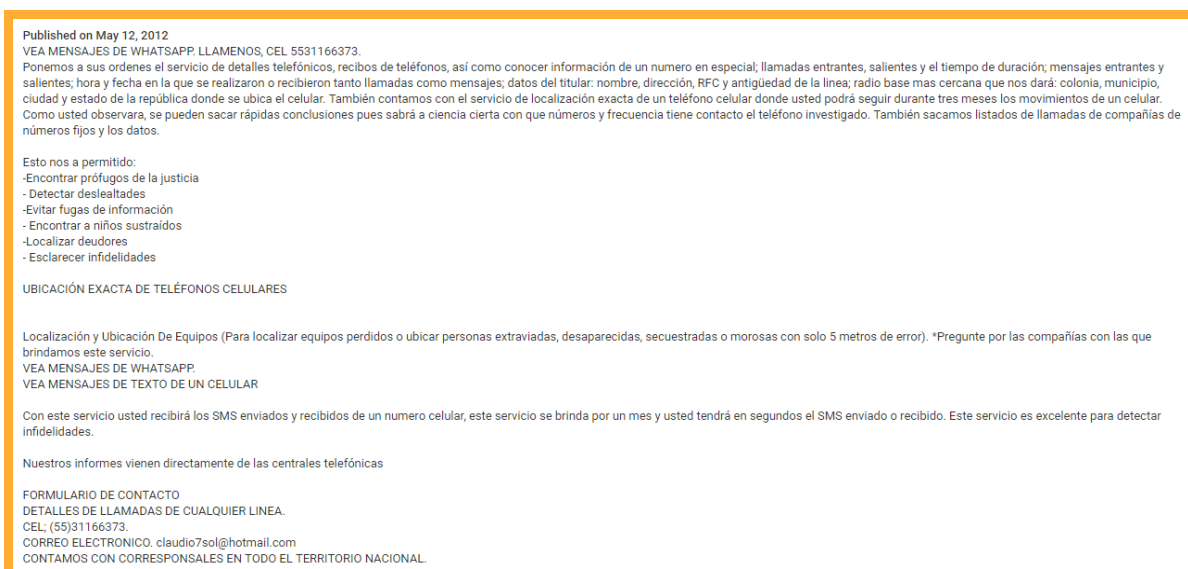 Published on May 12, 2012
VEA MENSAJES DE WHATSAPP. LLAMENOS, CEL 5531166373.
Ponemos a sus ordenes el servicio de detalles telefónicos, recibos de teléfonos, así como conocer información de un numero en especial; llamadas entrantes, salientes y el tiempo de duración; mensajes entrantes y
salientes; hora y fecha en la que se realizaron o recibieron tanto llamadas como mensajes; datos del titular: nombre, dirección, RFC y antigüedad de la linea; radio base mas cercana que nos dará: colonia, municipio,
ciudad y estado de la república donde se ubica el celular. También contamos con el servicio de localización exacta de un teléfono celular donde usted podrá seguir durante tres meses los movimientos de un celular.
Como usted observara, se pueden sacar rápidas conclusiones pues sabrá a ciencia cierta con que números y frecuencia tiene contacto el teléfono investigado. También sacamos listados de llamadas de compañías de
números fijos y los datos.
Esto nos a permitido:
-Encontrar prófugos de la justicia
- Detectar deslealtades
-Evitar fugas de información
- Encontrar a niños sustraídos
-Localizar deudores
- Esclarecer infidelidades
UBICACIÓN EXACTA DE TELÉFONOS CELULARES
Localización y Ubicación De Equipos (Para localizar equipos perdidos o ubicar personas extraviadas, desaparecidas, secuestradas o morosas con solo 5 metros de error). *Pregunte por las compañías con las que
brindamos este servicio.
VEA MENSAJES DE WHATSAPP.
VEA MENSAJES DE TEXTO DE UN CELULAR
Con este servicio usted recibirá los SMS enviados y recibidos de un numero celular, este servicio se brinda por un mes y usted tendrá en segundos el SMS enviado o recibido. Este servicio es excelente para detectar
infidelidades.
Nuestros informes vienen directamente de las centrales telefónicas
FORMULARIO DE CONTACTO
DETALLES DE LLAMADAS DE CUALQUIER LINEA.
CEL; (55)31166373.
CORREO ELECTRONICO. claudio7sol@hotmail.com
CONTAMOS CON CORRESPONSALES EN TODO EL TERRITORIO NACIONAL.